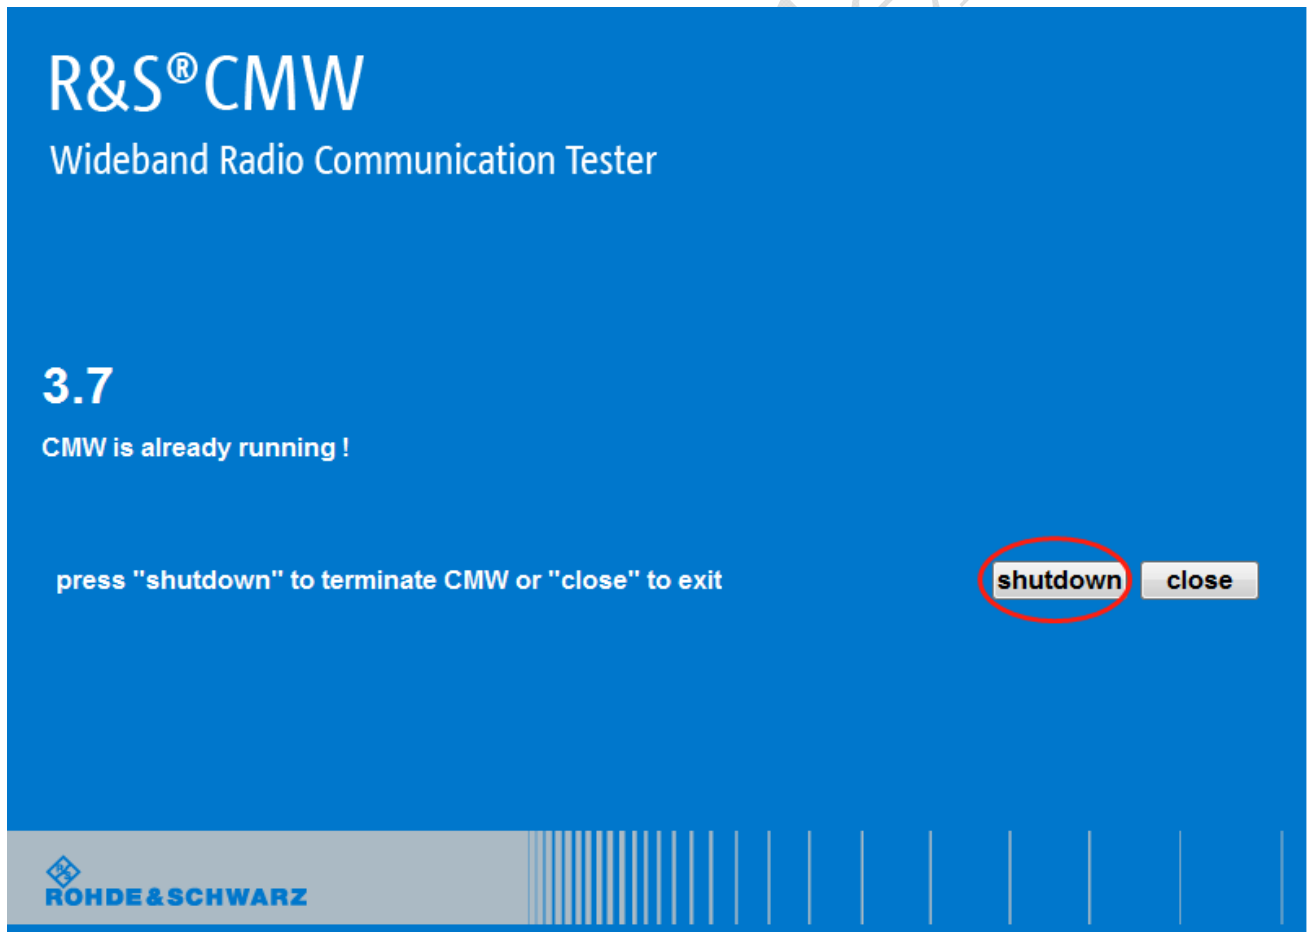 R&S®CMW
Wideband Radio Communication Tester
3.7
CMW is already running !
press "shutdown" to terminate CMW or "close" to exit
shutdown
close
R&S
ROHDE&SCHWARZ